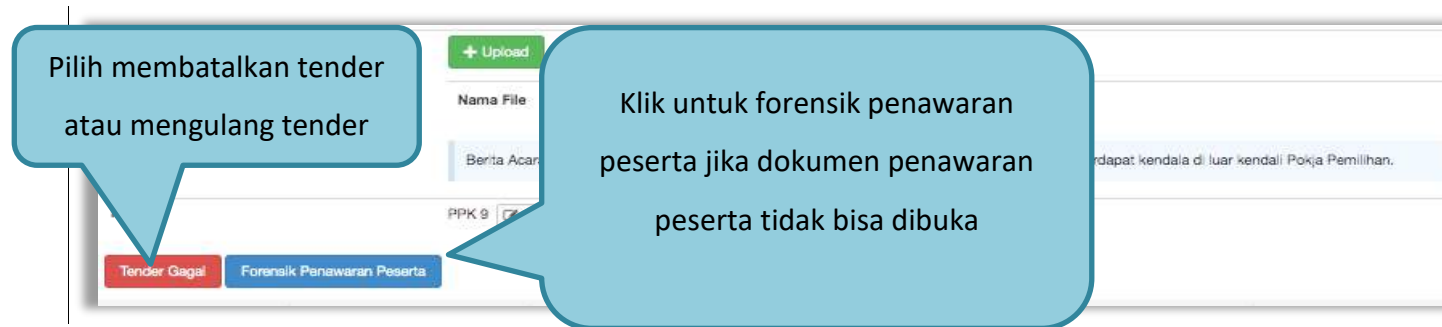 Pilih membatalkan tender
atau mengulang tender
+ Upload
Nama File
Klik untuk forensik penawaran
peserta jika dokumen penawaran
peserta tidak bisa dibuka
Berita Acar
rdapat kendala di luar kendali Pokja Pemilihan.
PPK 9
Tender Gagal
Forensik Penawaran Peserta